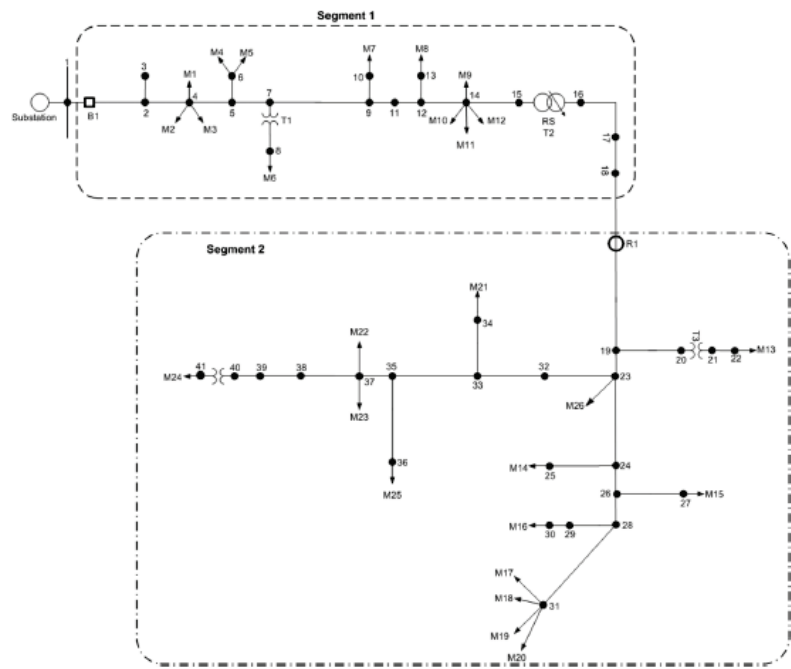 Segment 1
1
Substation
B1
3
2
M1
4
M2
M3
M4
M5
6
5
7
T1
8
M6
M7
10
9
11
M8
13
12
M9
14
M10
M12
M11
15
RS
T2
16
17
18
Segment 2
R1
M21
34
M22
M24
41
40
39
38
37
35
33
32
23
M23
M26
19
20
T3
21
22
M13
36
M25
M14
25
24
26
27
M15
M16
30
29
28
M17
M18
31
M19
M20